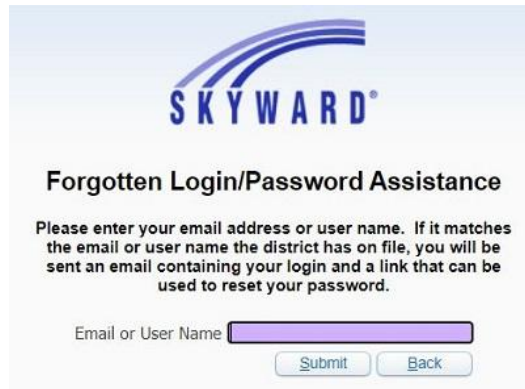 SKYWARD®
Forgotten Login/Password Assistance
Please enter your email address or user name. If it matches
the email or user name the district has on file, you will be
sent an email containing your login and a link that can be
used to reset your password.
Email or User Name
Submit Back